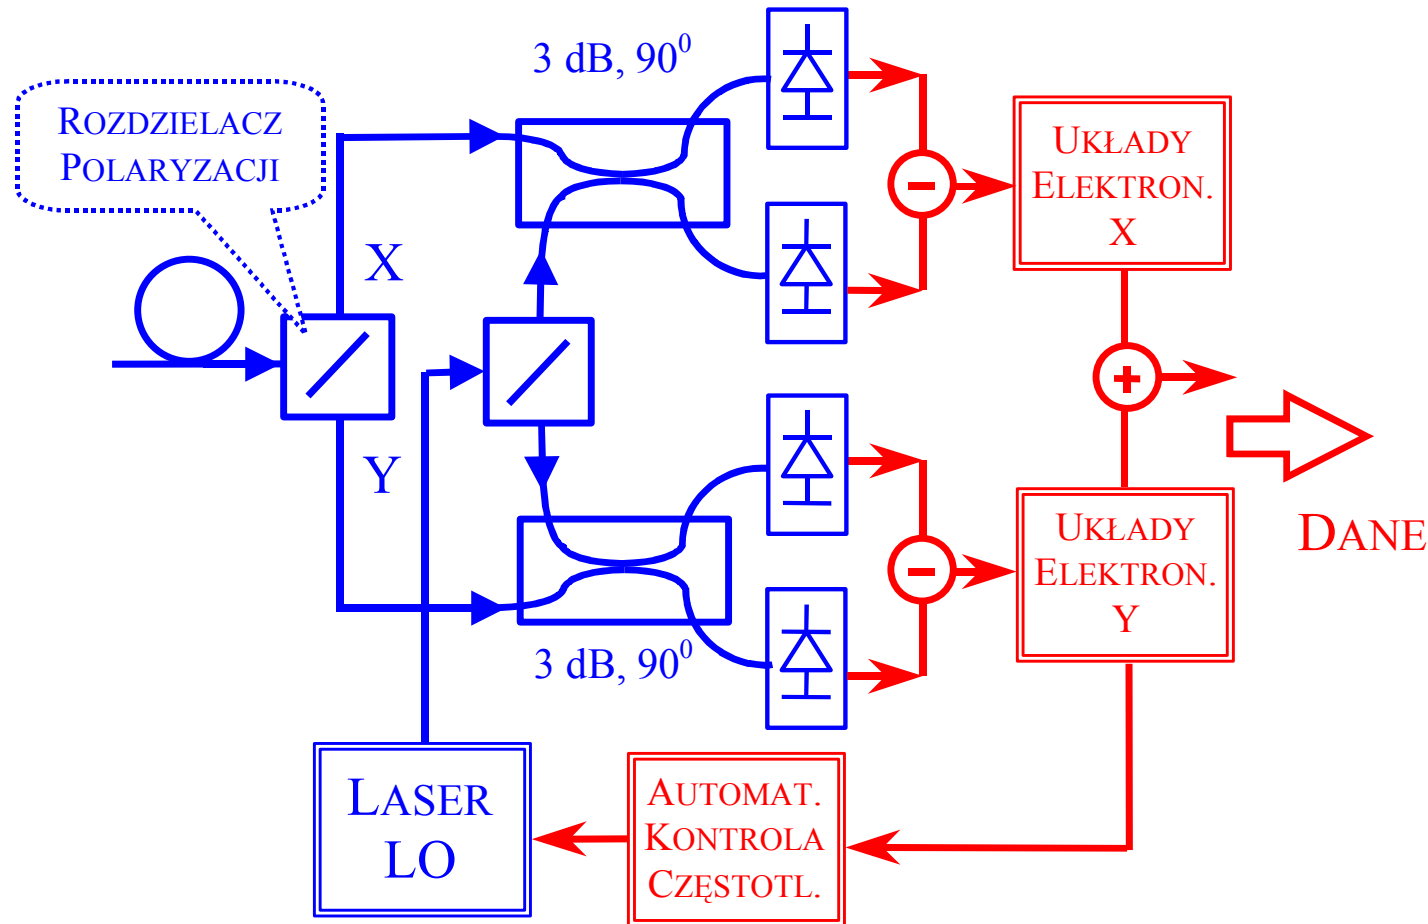 3 dB, 90⁰
ROZDZIELACZ
POLARYZACJI
X
Y
UKŁADY
ELEKTRON.
X
-
+
-
UKŁADY
ELEKTRON.
Y
DANE
3 dB, 90⁰
LASER
LO
AUTOMAT.
KONTROLA
CZĘSTOTL.